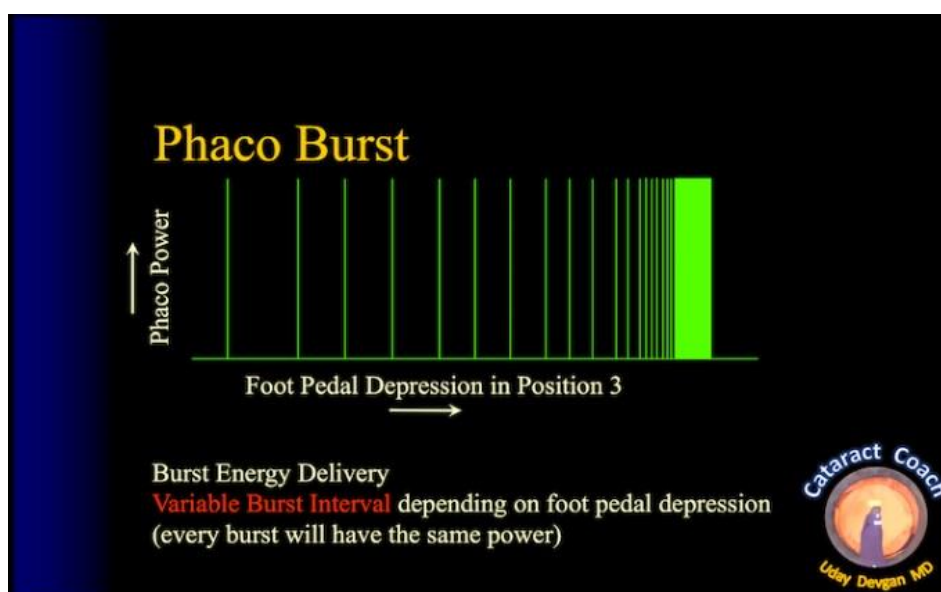 Phaco Burst
Phaco Power
Foot Pedal Depression in Position 3
Burst Energy Delivery
Variable Burst Interval depending on foot pedal depression
(every burst will have the same power)
Cataract Coach
Uday Devgan MD